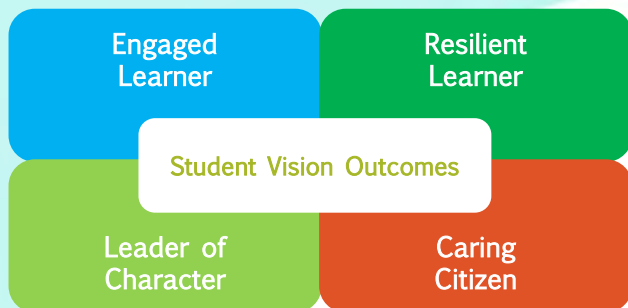 Engaged
Learner
Resilient
Learner
Student Vision Outcomes
Leader of
Character
Caring
Citizen